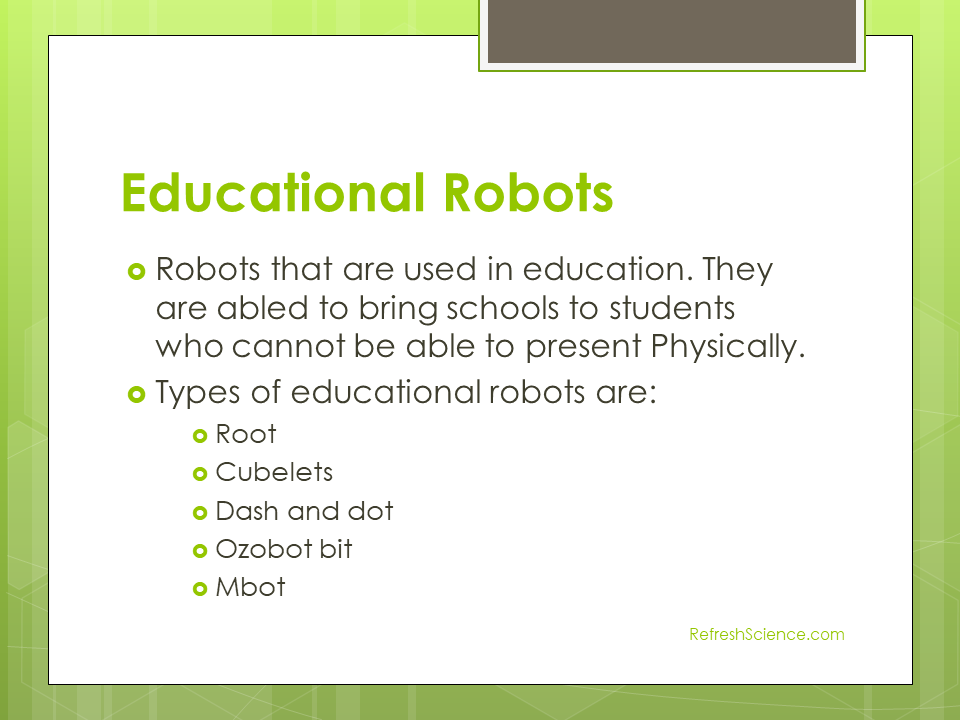 Educational Robots
Robots that are used in education. They
are abled to bring schools to students
who cannot be able to present Physically.
Types of educational robots are:
Root
Cubelets
Dash and dot
Ozobot bit
Mbot
RefreshScience.com